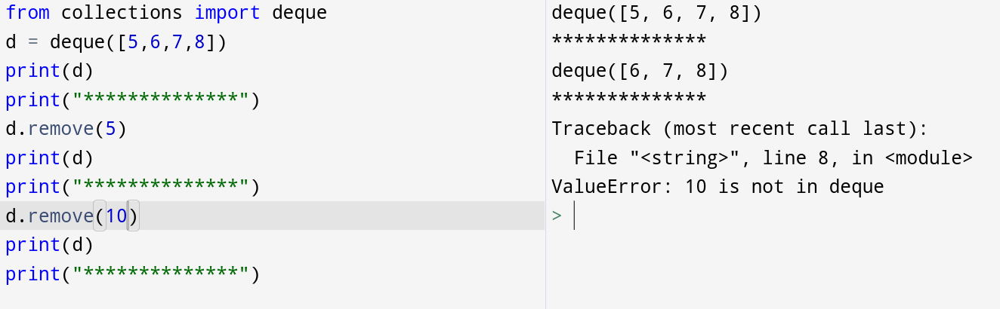 from collections import deque
d = deque([5,6,7,8])
print(d)
print("**************")
d.remove(5)
print(d)
print("**************")
d.remove(10)
print(d)
print("**************")
deque([5, 6, 7, 8])
**************
deque([6, 7, 8])
**************
Traceback (most recent call last):
  File "<string>", line 8, in <module>
ValueError: 10 is not in deque
>